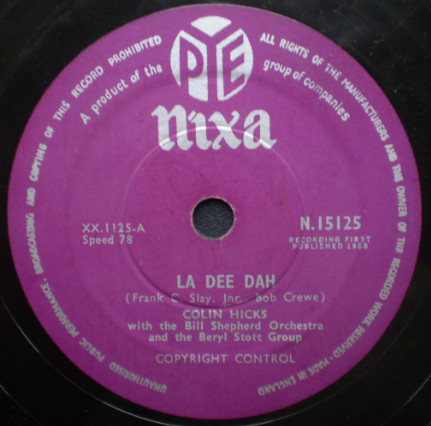 ALL RIGHTS OF THE MANUFACTURERS AND THE OWNER OF THE RECORDED WORK RESERVED · MADE IN ENGLAND
UNAUTHORISED PUBLIC PERFORMANCE, BROADCASTING AND COPYING OF THIS RECORD PROHIBITED
A product of the
PYE
group of companies
nixa
XX.1125-A
Speed 78
N.15125
RECORDING FIRST
PUBLISHED 1958
LA DEE DAH
(Frank C. Slay, Jnc., Bob Crewe)
COLIN HICKS
with the Bill Shepherd Orchestra
and the Beryl Stott Group
COPYRIGHT CONTROL